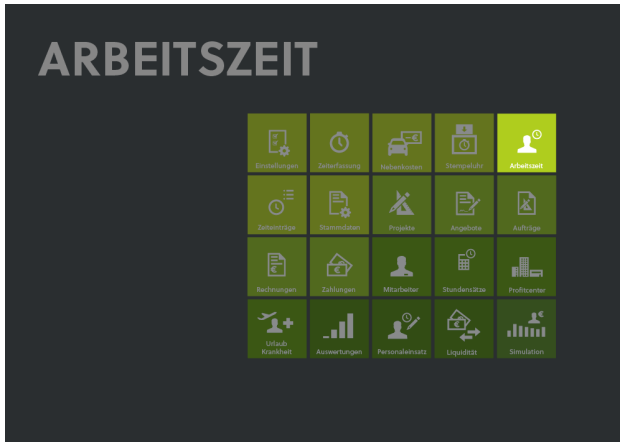 ARBEITSZEIT
Einstellungen
Zeiterfassung
Nebenkosten
Stempeluhr
Arbeitszeit
Zeiteinträge
Stammdaten
Projekte
Angebote
Aufträge
Rechnungen
Zahlungen
Mitarbeiter
Stundensätze
Profitcenter
Urlaub
Krankheit
Auswertungen
Personaleinsatz
Liquidität
Simulation